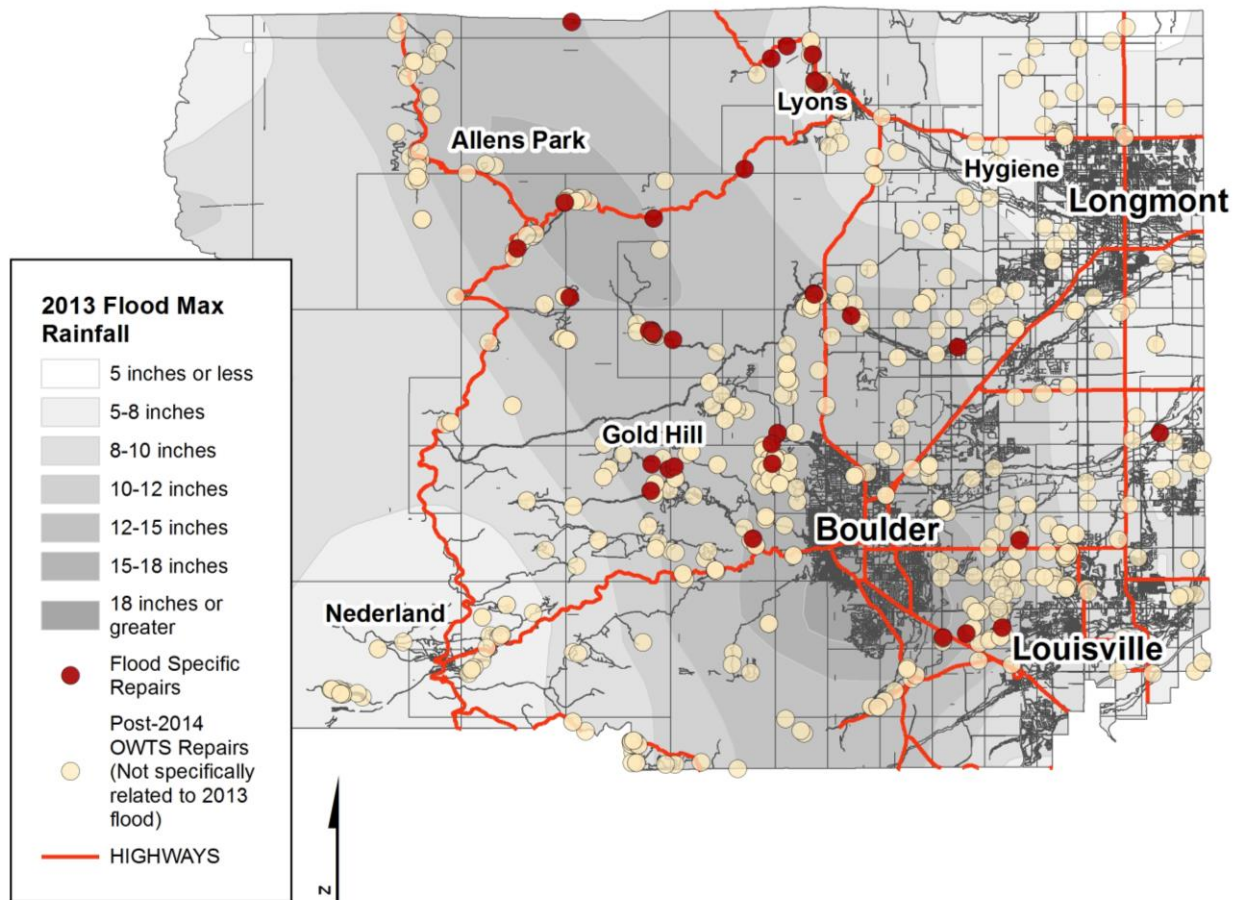 Lyons
Allens Park
Hygiene
Longmont
2013 Flood Max
Rainfall
5 inches or less
5-8 inches
8-10 inches
10-12 inches
12-15 inches
15-18 inches
18 inches or
greater
Flood Specific
Repairs
Post-2014
OWTS Repairs
(Not specifically
related to 2013
flood)
HIGHWAYS
Gold Hill
Boulder
Nederland
Louisville
N